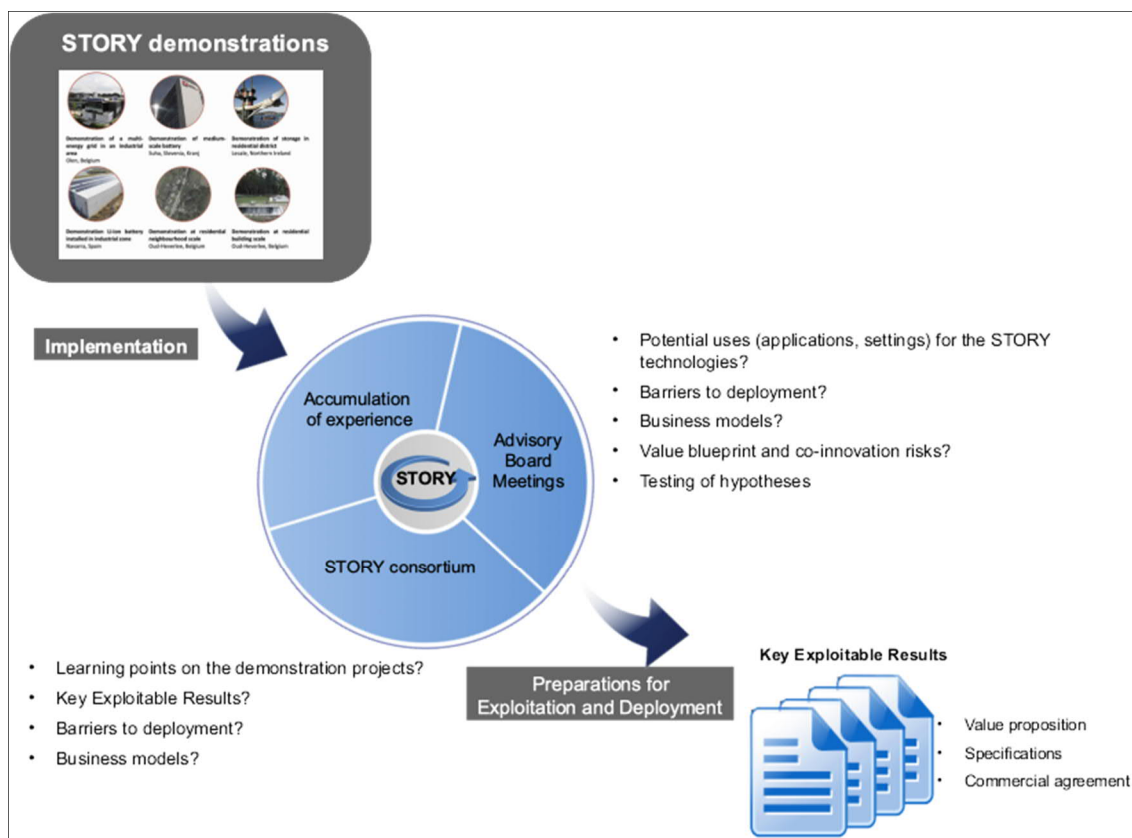 STORY demonstrations
Demonstration of a multi-
energy grid in an industrial
area
Olen, Belgium
Demonstration of medium-
scale battery
Suha, Slovenia, Kranj
Demonstration of storage in
residential district
Lecale, Northern Ireland
Demonstration Li-ion battery
installed in industrial zone
Navarra, Spain
Demonstration at residential
neighbourhood scale
Oud-Heverlee, Belgium
Demonstration at residential
building scale
Oud-Heverlee, Belgium
Implementation
Accumulation
of experience
Advisory
Board
Meetings
STORY
STORY consortium
• Potential uses (applications, settings) for the STORY
technologies?
• Barriers to deployment?
• Business models?
• Value blueprint and co-innovation risks?
• Testing of hypotheses
• Learning points on the demonstration projects?
• Key Exploitable Results?
• Barriers to deployment?
• Business models?
Preparations for
Exploitation and Deployment
Key Exploitable Results
• Value proposition
• Specifications
• Commercial agreement